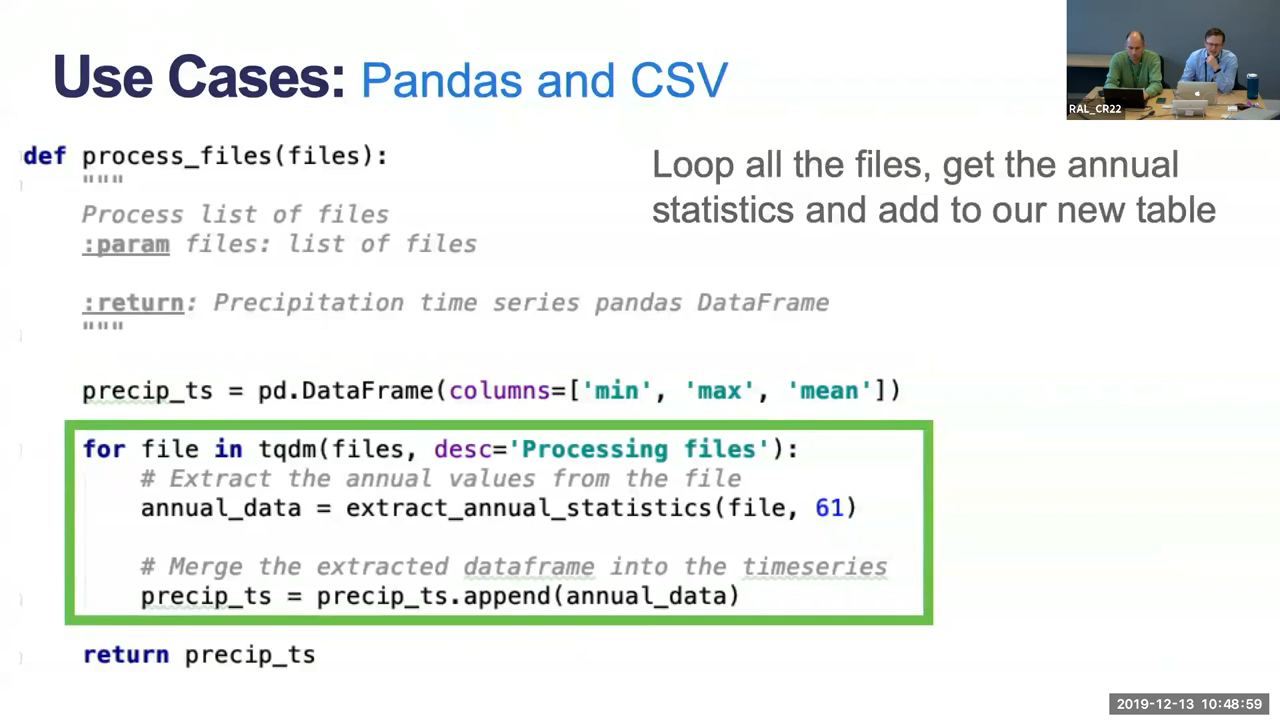 Use Cases: Pandas and CSV
RAL_CR22
def process_files(files):
"""
Process list of files
:param files: list of files
:return: Precipitation time series pandas DataFrame
"""
Loop all the files, get the annual
statistics and add to our new table
precip_ts = pd.DataFrame(columns=['min', 'max', 'mean'])
for file in tqdm(files, desc='Processing files'):
# Extract the annual values from the file
annual_data = extract_annual_statistics(file, 61)
# Merge the extracted dataframe into the timeseries
precip_ts = precip_ts.append(annual_data)
return precip_ts
2019-12-13 10:48:59